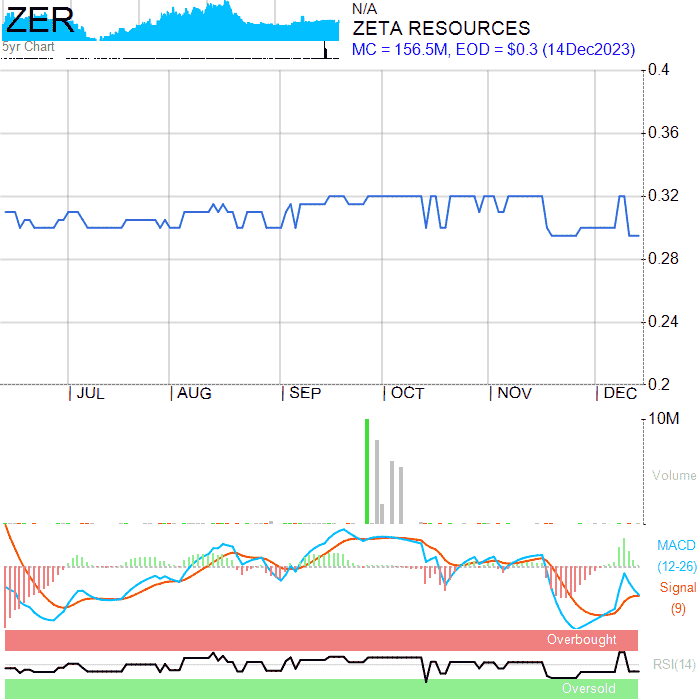 ZER
5yr Chart
N/A
ZETA RESOURCES
MC = 156.5M, EOD = $0.3 (14Dec2023)
0.4
0.36
0.32
0.28
0.24
0.2
JUL AUG SEP OCT NOV DEC
10M
Volume
MACD
(12-26)
Signal
(9)
Overbought
RSI(14)
Oversold